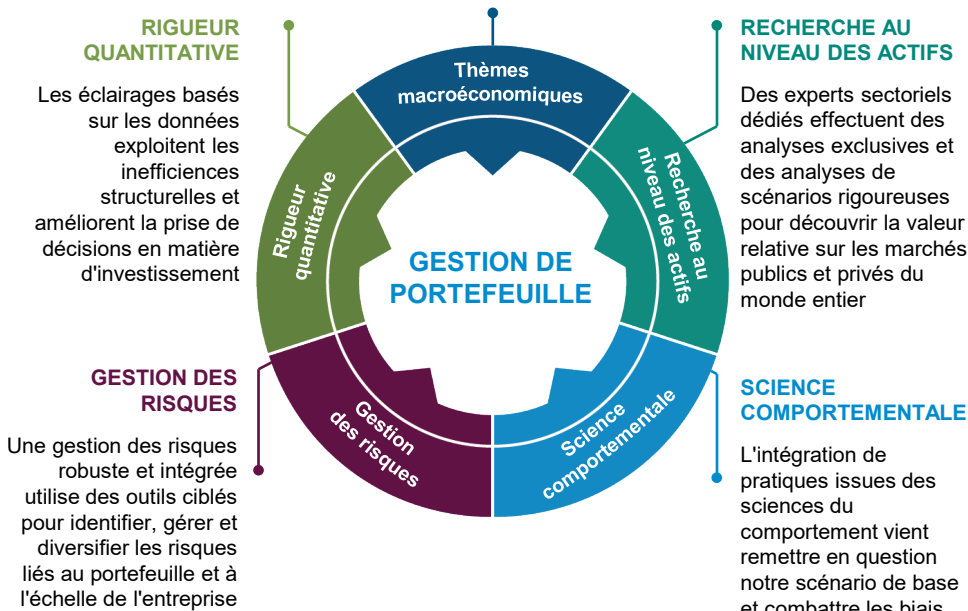 RIGUEUR
QUANTITATIVE
Les éclairages basés
sur les données
exploitent les
inefficiences
structurelles et
améliorent la prise de
décisions en matière
d'investissement
GESTION DES
RISQUES
Une gestion des risques
robuste et intégrée
utilise des outils ciblés
pour identifier, gérer et
diversifier les risques
liés au portefeuille et à
l'échelle de l'entreprise
Thèmes
macroéconomiques
Rigueur
quantitative
Recherche au
niveau des actifs
GESTION DE
PORTEFEUILLE
Gestion
des risques
Science
comportementale
RECHERCHE AU
NIVEAU DES ACTIFS
Des experts sectoriels
dédiés effectuent des
analyses exclusives et
des analyses de
scénarios rigoureuses
pour découvrir la valeur
relative sur les marchés
publics et privés du
monde entier
SCIENCE
COMPORTEMENTALE
L'intégration de
pratiques issues des
sciences du
comportement vient
remettre en question
notre scénario de base
et combattre les biais